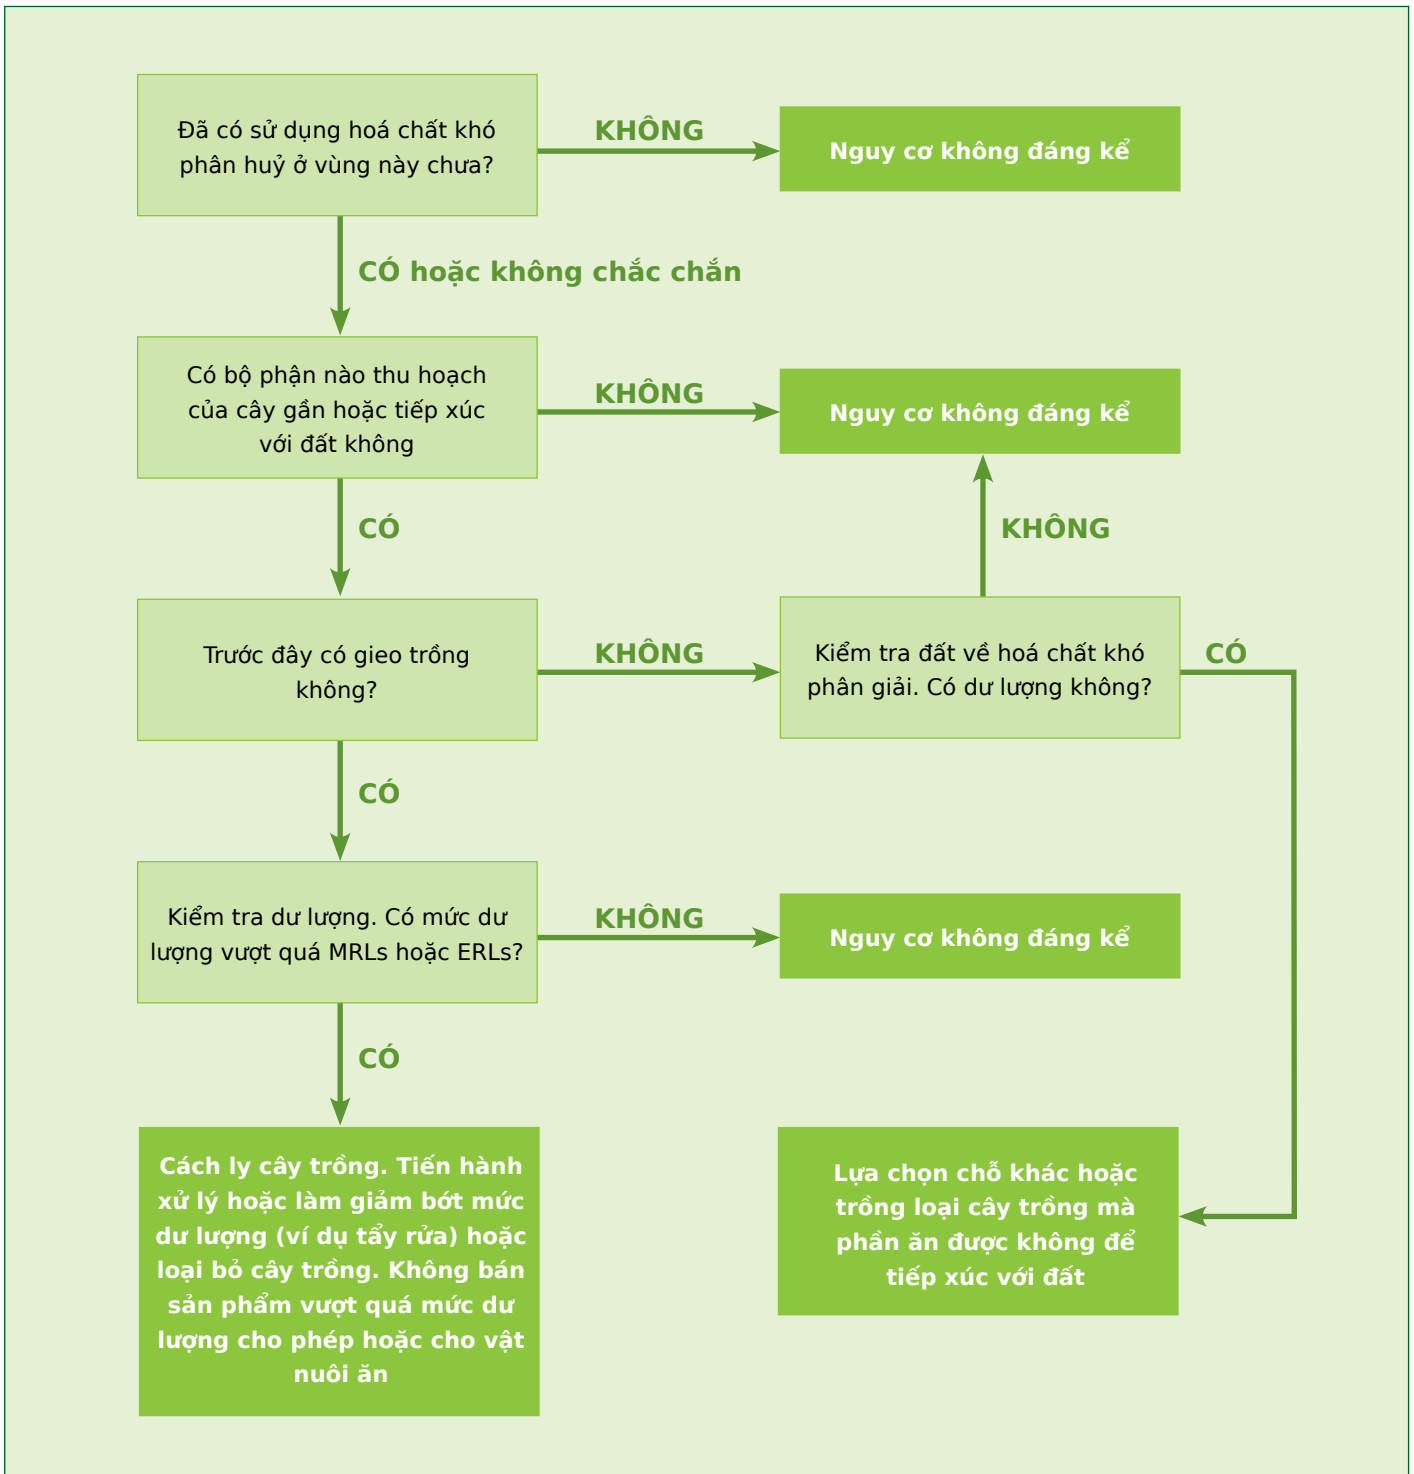 Đã có sử dụng hoá chất khó
phân huỷ ở vùng này chưa?
KHÔNG
Nguy cơ không đáng kể
CÓ hoặc không chắc chắn
Có bộ phận nào thu hoạch
của cây gần hoặc tiếp xúc
với đất không
KHÔNG
Nguy cơ không đáng kể
CÓ
KHÔNG
Trước đây có gieo trồng
không?
KHÔNG
Kiểm tra đất về hoá chất khó
phân giải. Có dư lượng không?
CÓ
CÓ
Kiểm tra dư lượng. Có mức dư
lượng vượt quá MRLs hoặc ERLs?
KHÔNG
Nguy cơ không đáng kể
CÓ
Cách ly cây trồng. Tiến hành
xử lý hoặc làm giảm bớt mức
dư lượng (ví dụ tẩy rửa) hoặc
loại bỏ cây trồng. Không bán
sản phẩm vượt quá mức dư
lượng cho phép hoặc cho vật
nuôi ăn
Lựa chọn chỗ khác hoặc
trồng loại cây trồng mà
phần ăn được không để
tiếp xúc với đất